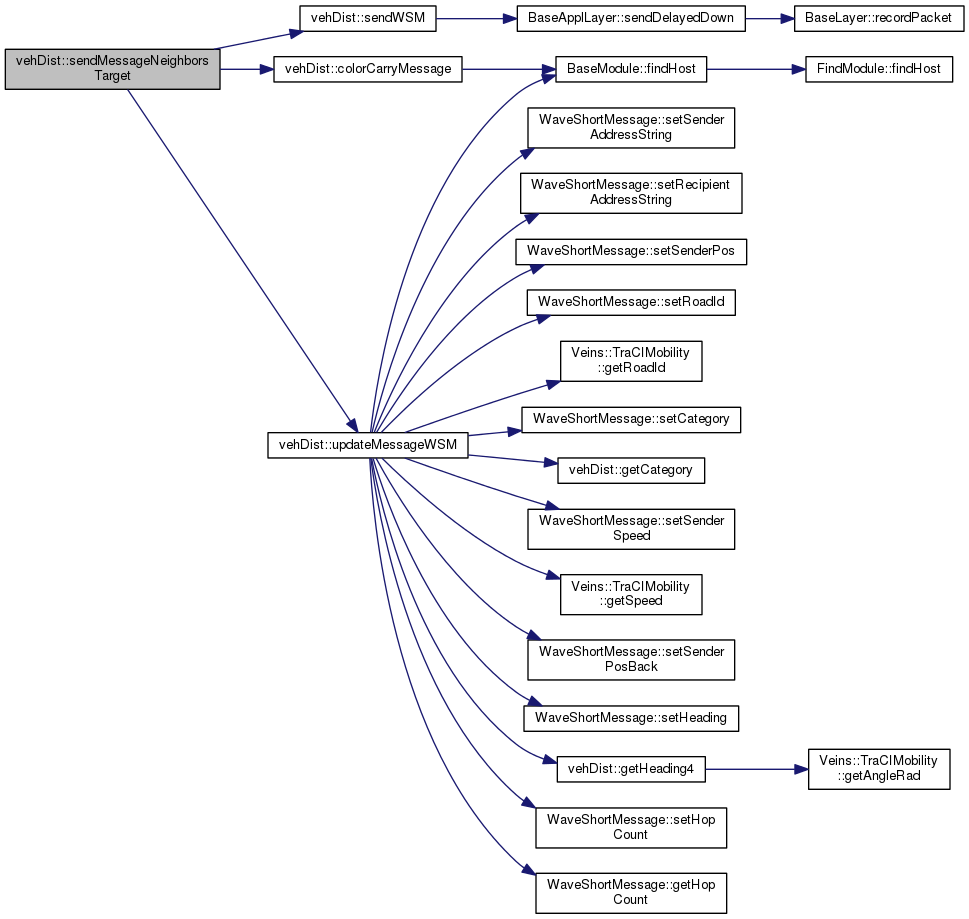 vehDist::sendMessageNeighbors
Target
vehDist::sendWSM
BaseApplLayer::sendDelayedDown
BaseLayer::recordPacket
vehDist::colorCarryMessage
BaseModule::findHost
FindModule::findHost
WaveShortMessage::setSender
AddressString
WaveShortMessage::setRecipient
AddressString
WaveShortMessage::setSenderPos
WaveShortMessage::setRoadId
Veins::TraCIMobility
::getRoadId
vehDist::updateMessageWSM
WaveShortMessage::setCategory
vehDist::getCategory
WaveShortMessage::setSender
Speed
Veins::TraCIMobility
::getSpeed
WaveShortMessage::setSender
PosBack
WaveShortMessage::setHeading
vehDist::getHeading4
Veins::TraCIMobility
::getAngleRad
WaveShortMessage::setHop
Count
WaveShortMessage::getHop
Count